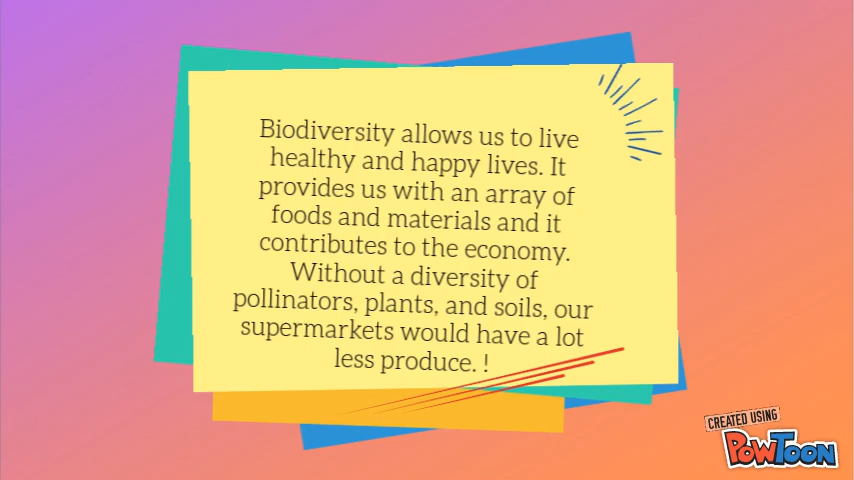 Biodiversity allows us to live
healthy and happy lives. It
provides us with an array of
foods and materials and it
contributes to the economy.
Without a diversity of
pollinators, plants, and soils, our
supermarkets would have a lot
less produce. !
CREATED USING
POWTOON